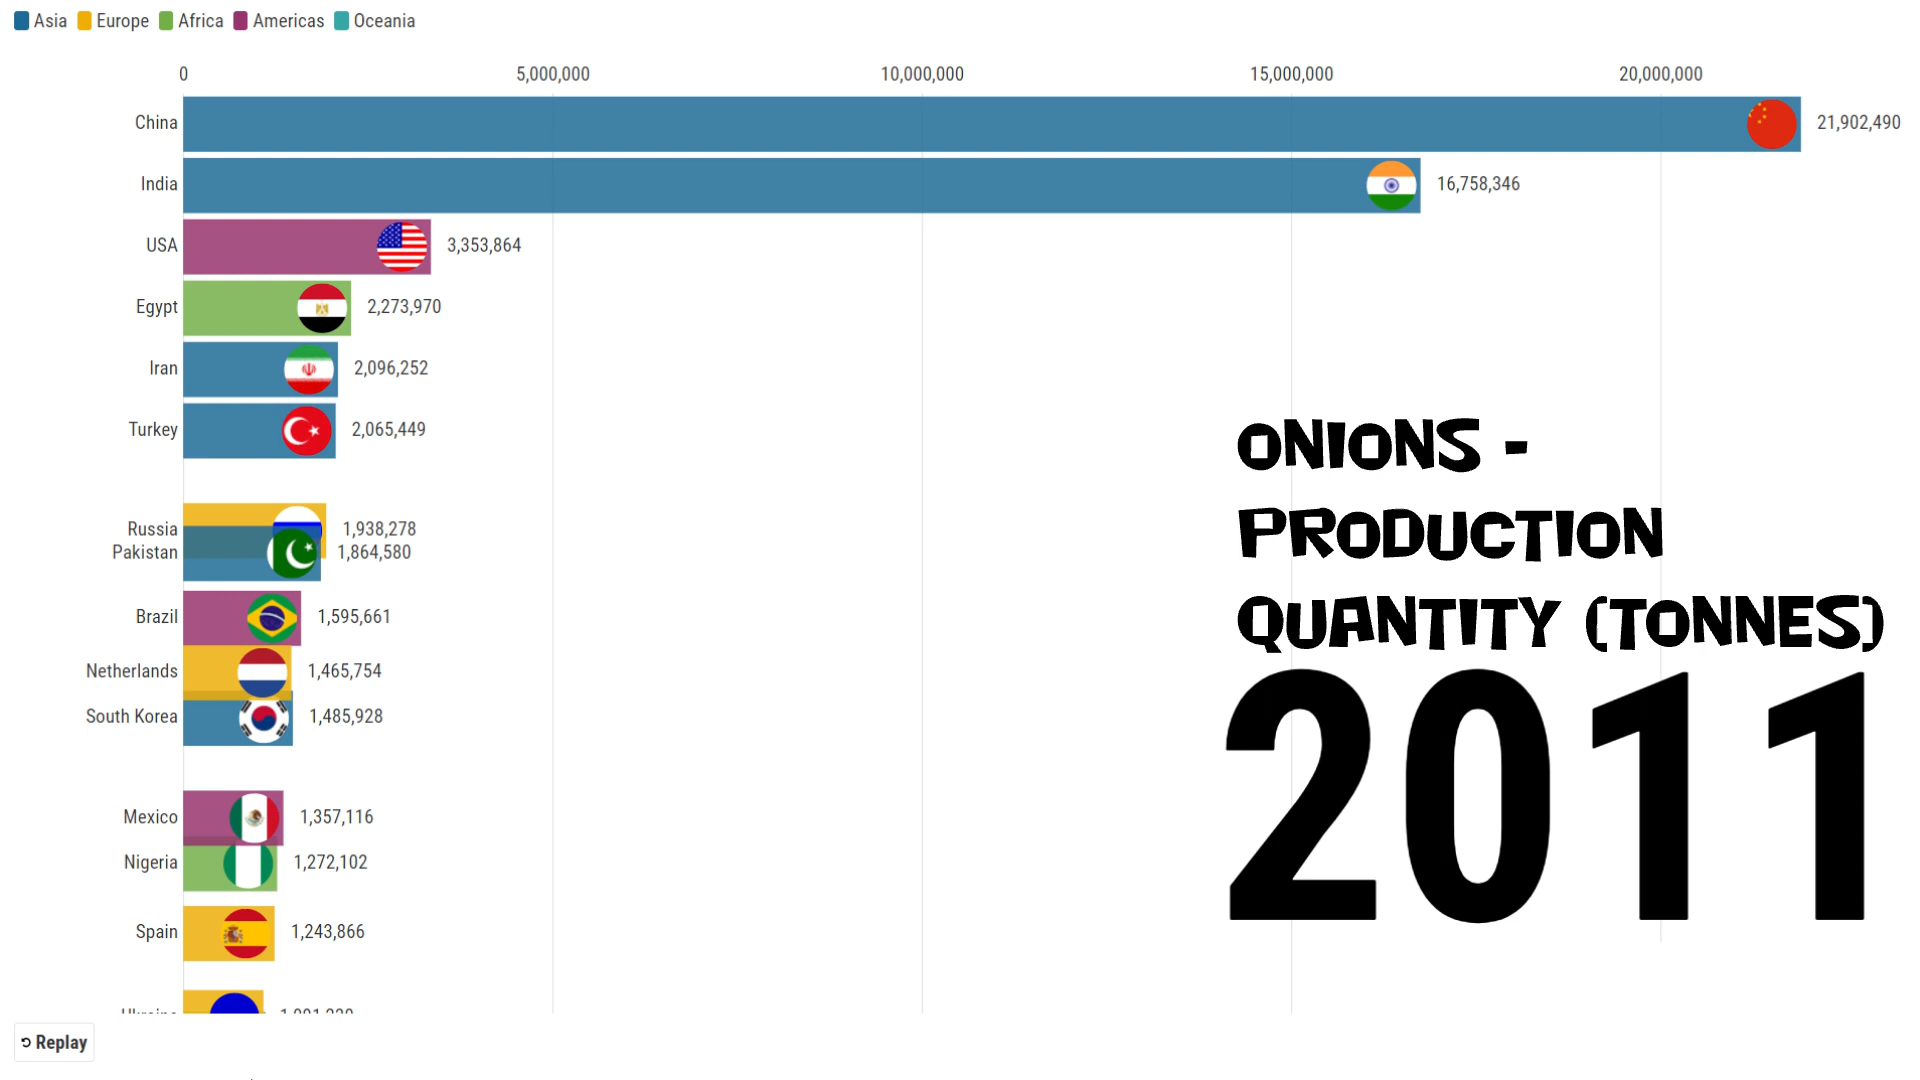 Asia Europe Africa Americas Oceania
0 5,000,000 10,000,000 15,000,000 20,000,000
China 21,902,490
India 16,758,346
USA 3,353,864
Egypt 2,273,970
Iran 2,096,252
Turkey 2,065,449
Russia 1,938,278
Pakistan 1,864,580
Brazil 1,595,661
Netherlands 1,465,754
South Korea 1,485,928
Mexico 1,357,116
Nigeria 1,272,102
Spain 1,243,866
Ukraine
ONIONS -
PRODUCTION
QUANTITY (TONNES)
2011
Replay